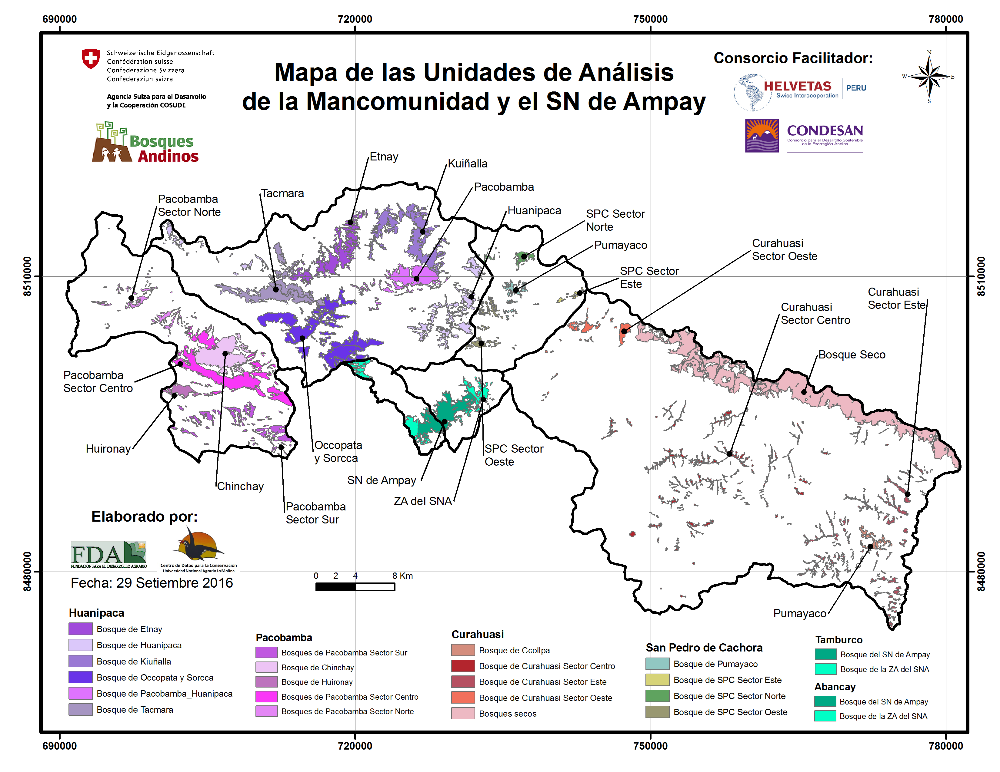 690000
720000
750000
780000
Schweizerische Eidgenossenschaft
Confédération suisse
Confederazione Svizzera
Confederaziun svizra
Agencia Suiza para el Desarrollo
y la Cooperación COSUDE
Bosques
Andinos
Mapa de las Unidades de Análisis
de la Mancomunidad y el SN de Ampay
Consorcio Facilitador:
HELVETAS
Swiss Intercooperation
PERU
CONDESAN
Consorcio para el Desarrollo Sostenible
de la Ecorregión Andina
N
W
E
S
Etnay
Kuiñalla
Pacobamba
Tacmara
Pacobamba
Sector Norte
Huanipaca
SPC Sector
Norte
Pumayaco
Curahuasi
Sector Oeste
SPC Sector
Este
Curahuasi
Sector Este
Curahuasi
Sector Centro
8510000
8510000
Bosque Seco
Pacobamba
Sector Centro
Huironay
Occopata
y Sorcca
SPC Sector
Oeste
SN de Ampay
Chinchay
ZA del SNA
Pacobamba
Sector Sur
Pumayaco
8480000
8480000
Elaborado por:
FDA
FUNDACION PARA EL DESARROLLO AGRARIO
Centro de Datos para la Conservación
Universidad Nacional Agraria La Molina
Fecha: 29 Setiembre 2016
0 2 4 8 Km
Huanipaca
Bosque de Etnay
Bosque de Huanipaca
Bosque de Kiuñalla
Bosque de Occopata y Sorcca
Bosque de Pacobamba_Huanipaca
Bosque de Tacmara
Pacobamba
Bosques de Pacobamba Sector Sur
Bosque de Chinchay
Bosque de Huironay
Bosques de Pacobamba Sector Centro
Bosques de Pacobamba Sector Norte
Curahuasi
Bosque de Ccollpa
Bosque de Curahuasi Sector Centro
Bosque de Curahuasi Sector Este
Bosque de Curahuasi Sector Oeste
Bosques secos
San Pedro de Cachora
Bosque de Pumayaco
Bosque de SPC Sector Este
Bosque de SPC Sector Norte
Bosque de SPC Sector Oeste
Tamburco
Bosque del SN de Ampay
Bosque de la ZA del SNA
Abancay
Bosque del SN de Ampay
Bosque de la ZA del SNA
690000
720000
750000
780000